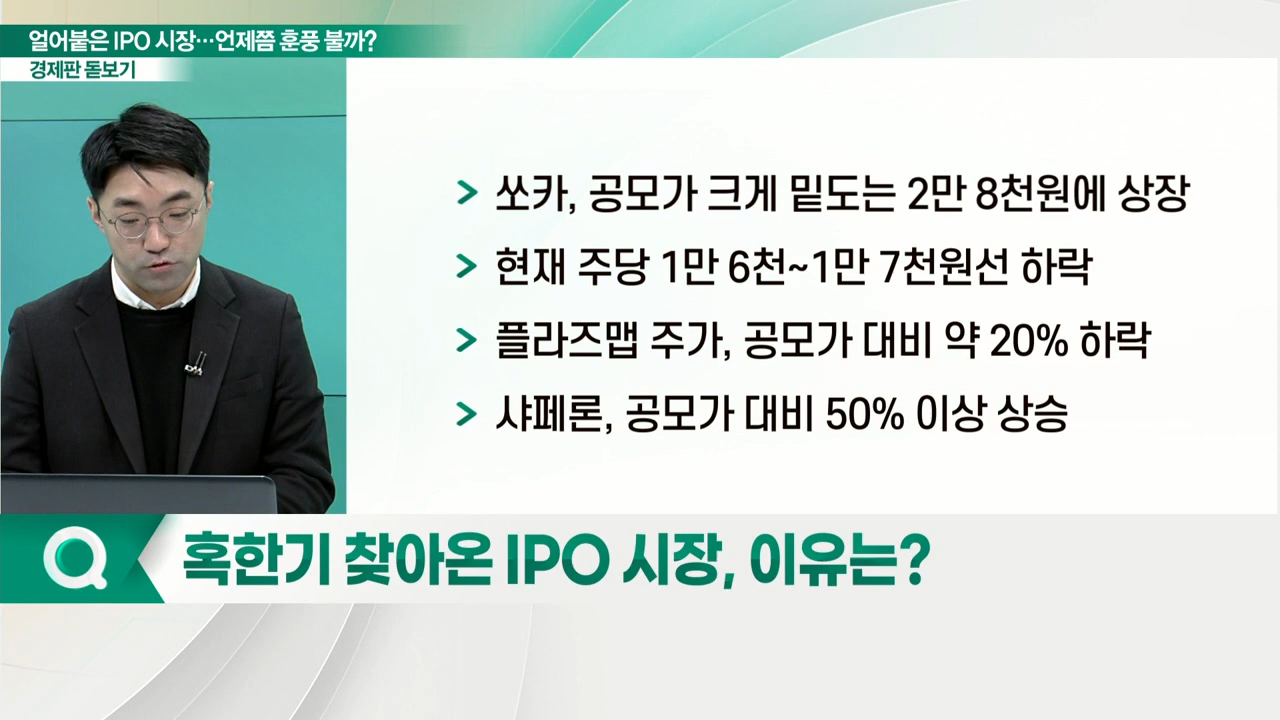 얼어붙은 IPO 시장…언제쯤 훈풍 불까?
경제판 돋보기
> 쏘카, 공모가 크게 밑도는 2만 8천원에 상장
> 현재 주당 1만 6천~1만 7천원선 하락
> 플라즈맵 주가, 공모가 대비 약 20% 하락
> 샤페론, 공모가 대비 50% 이상 상승
Q 혹한기 찾아온 IPO 시장, 이유는?